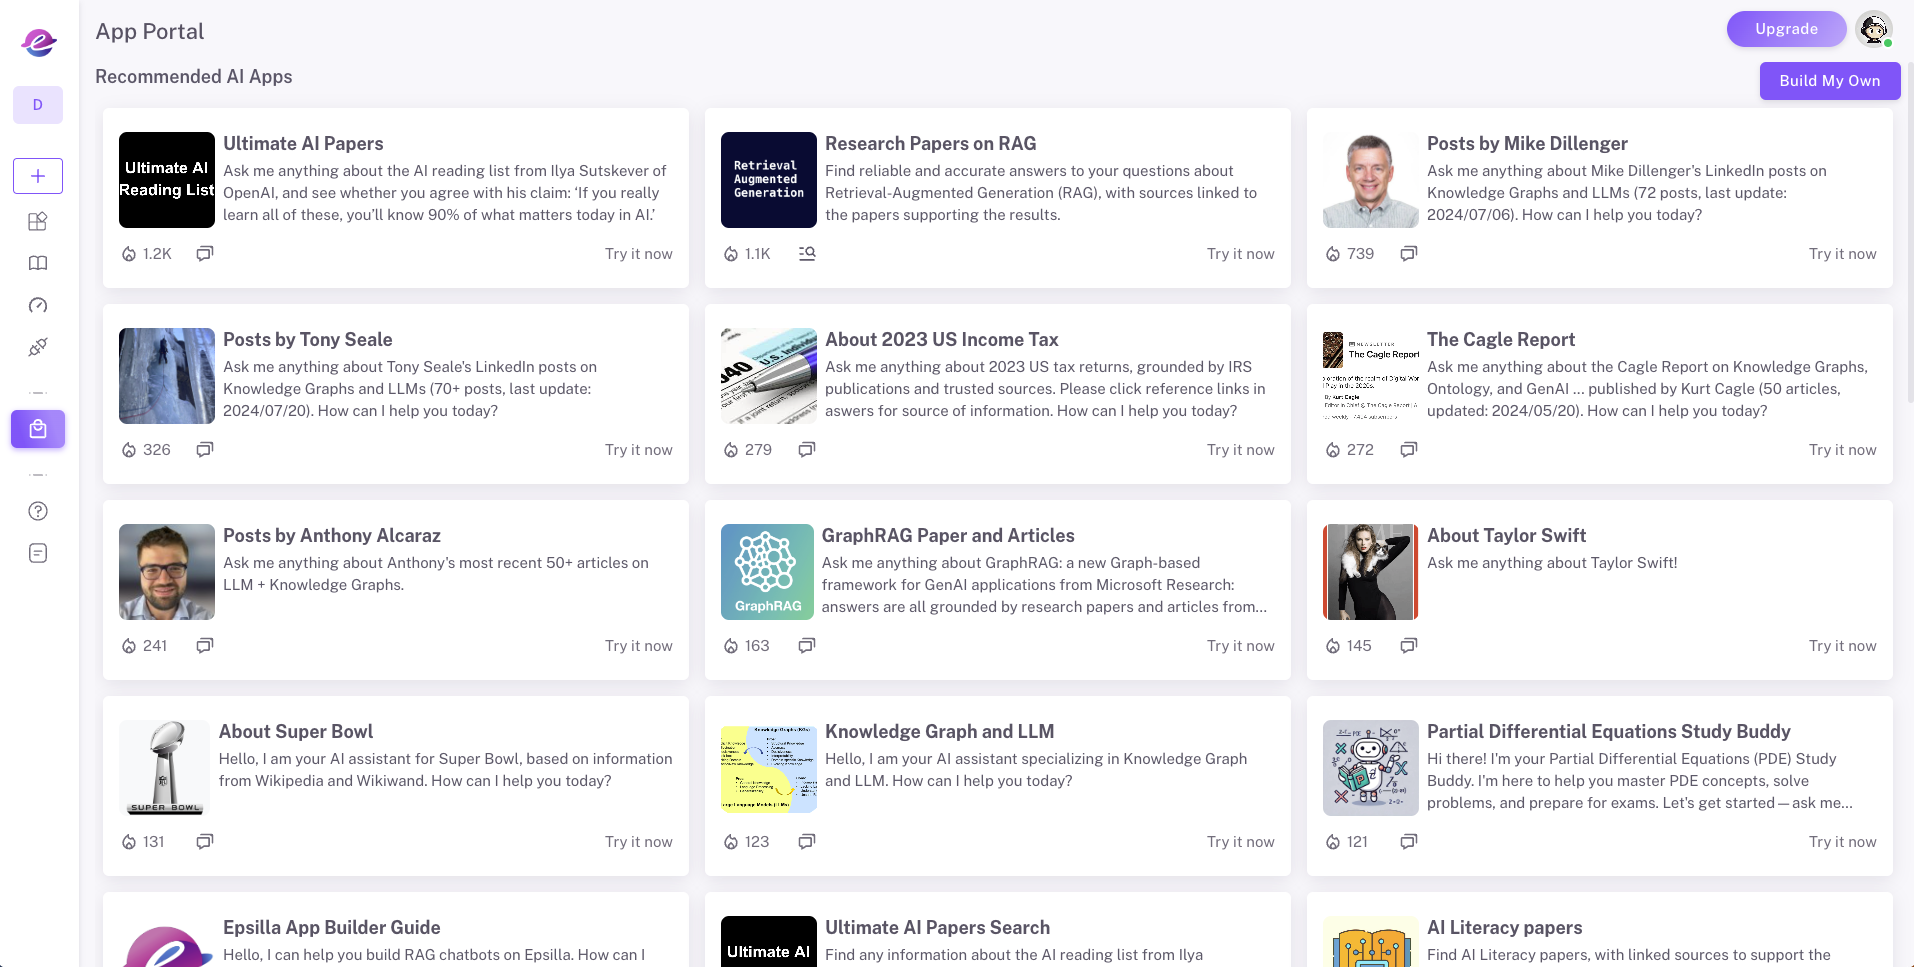 App Portal
Upgrade
Recommended AI Apps
Build My Own
D
Ultimate AI
Reading List
Ultimate AI Papers
Ask me anything about the AI reading list from Ilya Sutskever of
OpenAI, and see whether you agree with his claim: ‘If you really
learn all of these, you’ll know 90% of what matters today in AI.’
1.2K
Try it now
Retrieval
Augmented
Generation
Research Papers on RAG
Find reliable and accurate answers to your questions about
Retrieval-Augmented Generation (RAG), with sources linked to
the papers supporting the results.
1.1K
Try it now
Posts by Mike Dillenger
Ask me anything about Mike Dillenger's LinkedIn posts on
Knowledge Graphs and LLMs (72 posts, last update:
2024/07/06). How can I help you today?
739
Try it now
Posts by Tony Seale
Ask me anything about Tony Seale's LinkedIn posts on
Knowledge Graphs and LLMs (70+ posts, last update:
2024/07/20). How can I help you today?
326
Try it now
About 2023 US Income Tax
Ask me anything about 2023 US tax returns, grounded by IRS
publications and trusted sources. Please click reference links in
aswers for source of information. How can I help you today?
279
Try it now
NEWSLETTER
The Cagle Report
By Kurt Cagle
The Cagle Report
Ask me anything about the Cagle Report on Knowledge Graphs,
Ontology, and GenAI ... published by Kurt Cagle (50 articles,
updated: 2024/05/20). How can I help you today?
272
Try it now
Posts by Anthony Alcaraz
Ask me anything about Anthony's most recent 50+ articles on
LLM + Knowledge Graphs.
241
Try it now
GraphRAG
GraphRAG Paper and Articles
Ask me anything about GraphRAG: a new Graph-based
framework for GenAI applications from Microsoft Research:
answers are all grounded by research papers and articles from...
163
Try it now
About Taylor Swift
Ask me anything about Taylor Swift!
145
Try it now
SUPER BOWL
About Super Bowl
Hello, I am your AI assistant for Super Bowl, based on information
from Wikipedia and Wikiwand. How can I help you today?
131
Try it now
Knowledge Graph and LLM
Hello, I am your AI assistant specializing in Knowledge Graph
and LLM. How can I help you today?
123
Try it now
Partial Differential Equations Study Buddy
Hi there! I'm your Partial Differential Equations (PDE) Study
Buddy. I'm here to help you master PDE concepts, solve
problems, and prepare for exams. Let's get started—ask me...
121
Try it now
Epsilla App Builder Guide
Hello, I can help you build RAG chatbots on Epsilla. How can I
Ultimate AI
Ultimate AI Papers Search
Find any information about the AI reading list from Ilya
AI Literacy papers
Find AI Literacy papers, with linked sources to support the